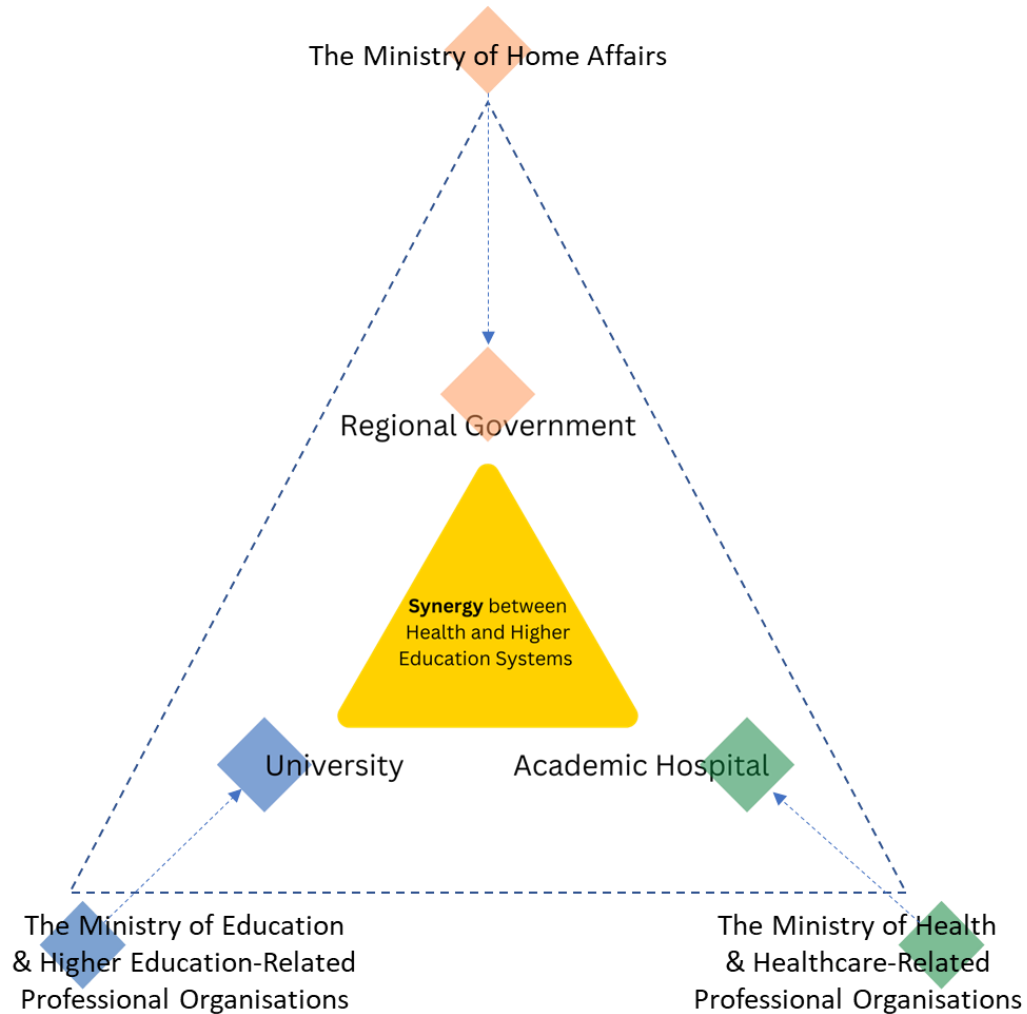 The Ministry of Home Affairs
Regional Government
Synergy between
Health and Higher
Education Systems
University
Academic Hospital
The Ministry of Education
& Higher Education-Related
Professional Organisations
The Ministry of Health
& Healthcare-Related
Professional Organisations